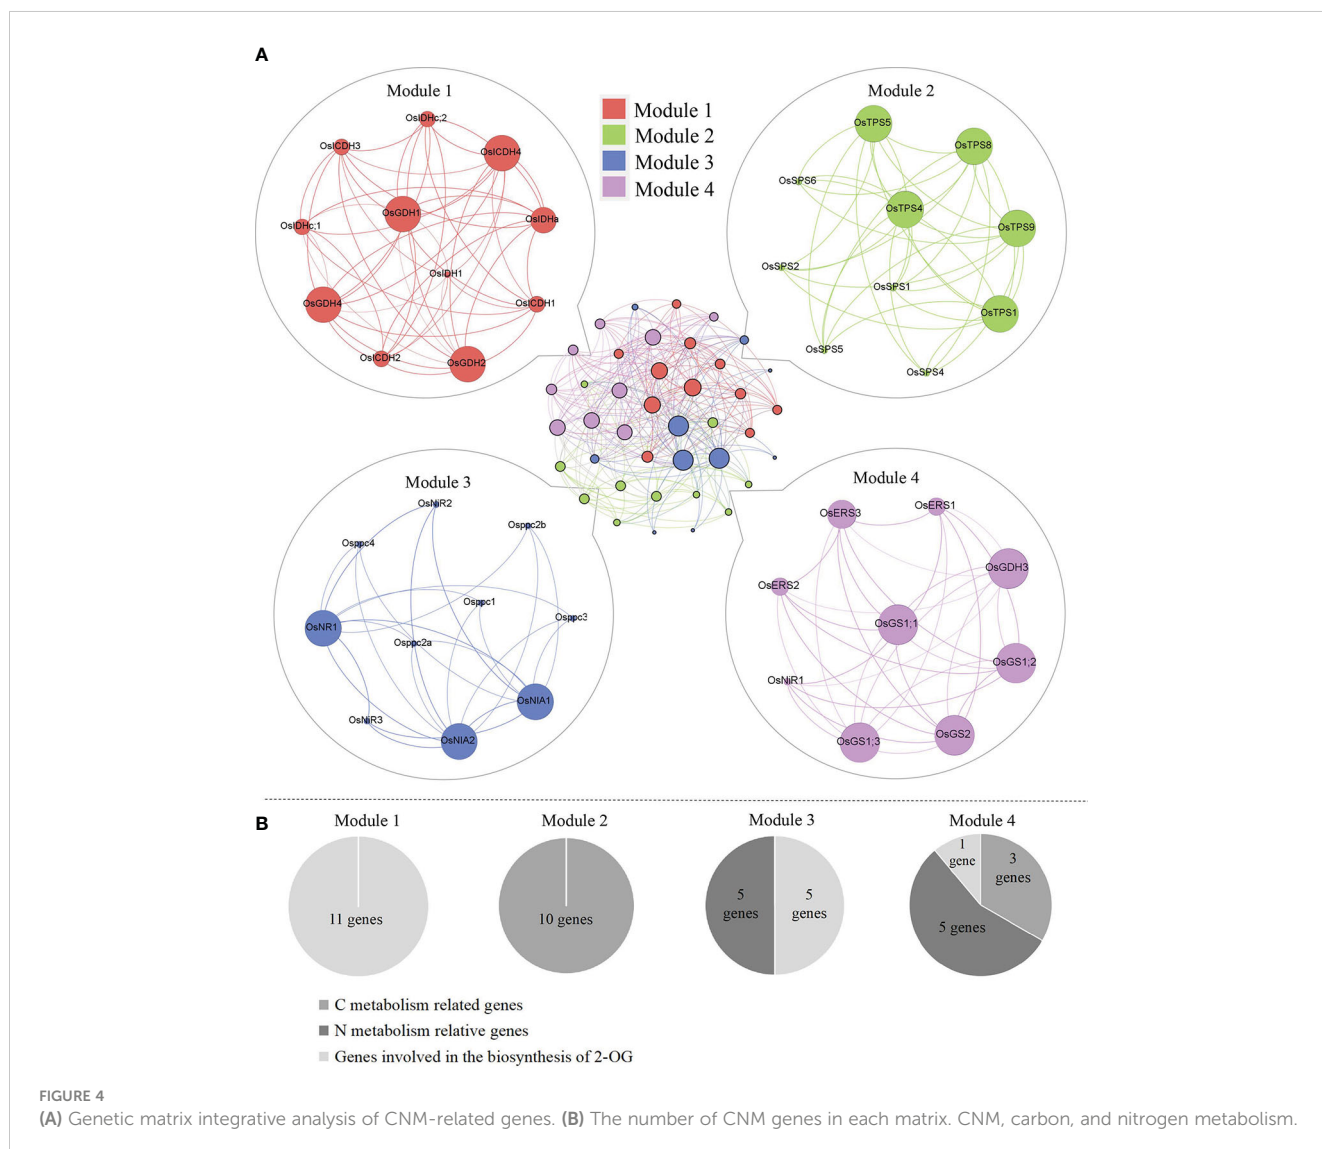 A
Module 1
OsIDHc;2
OsICDH3
OsICDH4
OsGDH1
OsIDHc;1
OsIDHa
OsIDH1
OsGDH4
OsICDH1
OsICDH2
OsGDH2
Module 1
Module 2
Module 3
Module 4
Module 2
OsTPS5
OsTPS8
OsSPS6
OsTPS4
OsTPS9
OsSPS2
OsSPS1
OsTPS1
OsSPS5
OsSPS4
Module 3
OsNiR2
Osppc2b
Osppc4
Osppc1
Osppc3
OsNR1
Osppc2a
OsNIA1
OsNiR3
OsNIA2
Module 4
OsERS3
OsERS1
OsGDH3
OsERS2
OsGS1;1
OsGS1;2
OsNiR1
OsGS1;3
OsGS2
B
Module 1
11 genes
Module 2
10 genes
Module 3
5
genes
5
genes
Module 4
1
gene
3
genes
5 genes
C metabolism related genes
N metabolism relative genes
Genes involved in the biosynthesis of 2-OG
FIGURE 4
(A) Genetic matrix integrative analysis of CNM-related genes. (B) The number of CNM genes in each matrix. CNM, carbon, and nitrogen metabolism.